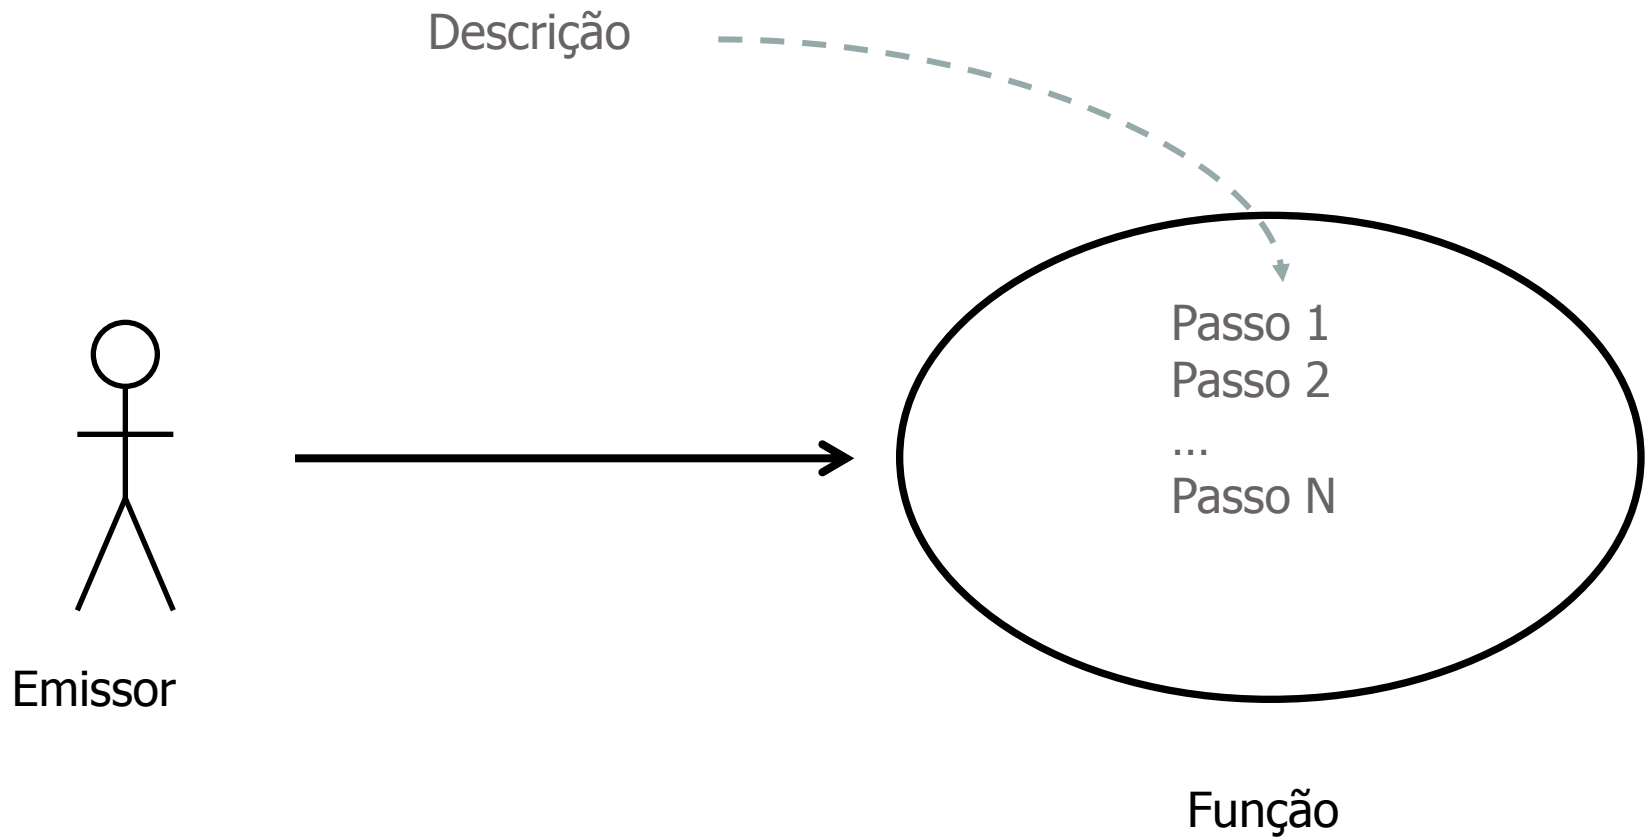 Descrição
Passo 1
Passo 2
...
Passo N
Emissor
Função